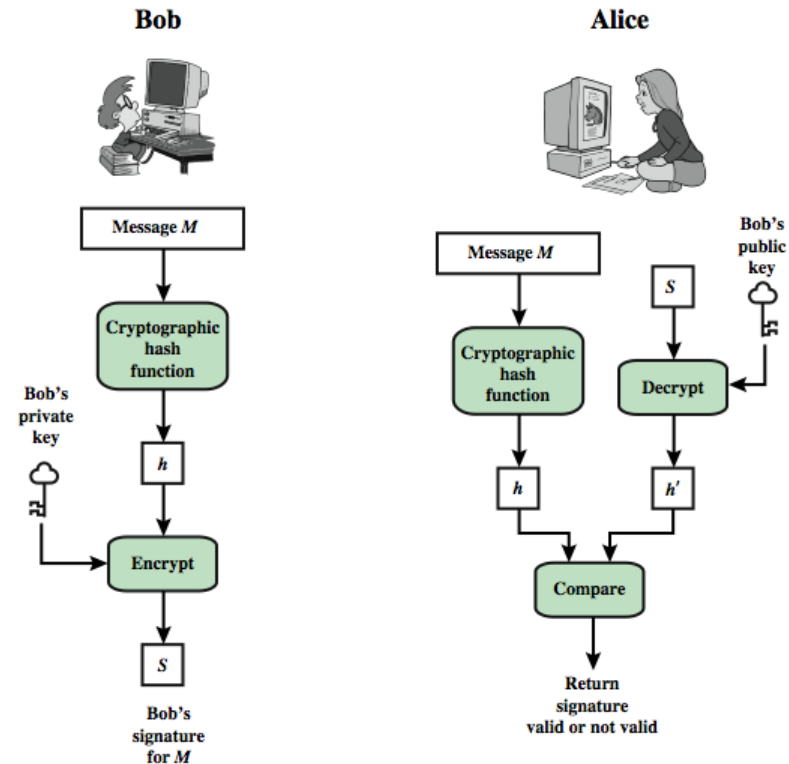 Bob
Message M
Cryptographic
hash
function
Bob's
private
key
h
Encrypt
S
Bob's
signature
for M
Alice
Message M
Bob's
public
key
S
Cryptographic
hash
function
Decrypt
h
h'
Compare
Return
signature
valid or not valid